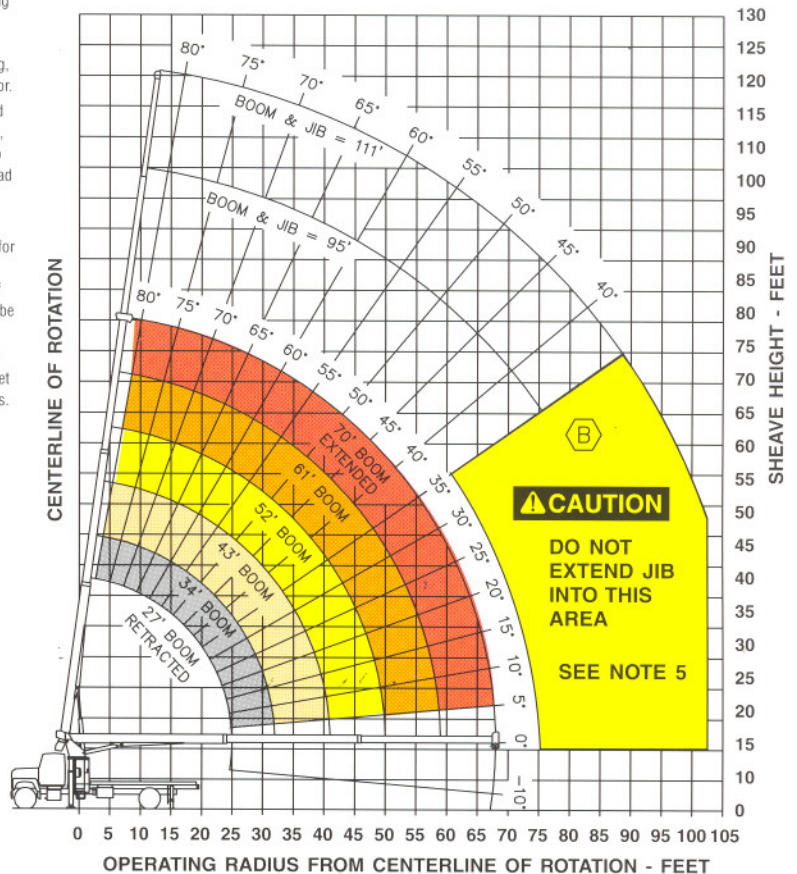 g,
or.
d
,
ad
for
be
et
s.
CENTERLINE OF ROTATION
80° 75° 70° 65° 60° 55° 50° 45° 40°
BOOM & JIB = 111'
BOOM & JIB = 95'
80° 75° 70° 65° 60° 55° 50° 45° 40° 35° 30° 25° 20° 15° 10° 5° 0° -10°
70' BOOM
EXTENDED
61' BOOM
52' BOOM
43' BOOM
34' BOOM
27' BOOM
RETRACTED
B
CAUTION
DO NOT
EXTEND JIB
INTO THIS
AREA
SEE NOTE 5
130
125
120
115
110
105
100
95
90
85
80
75
70
65
60
55
50
45
40
35
30
25
20
15
10
0
SHEAVE HEIGHT - FEET
0 5 10 15 20 25 30 35 40 45 50 55 60 65 70 75 80 85 90 95 100 105
OPERATING RADIUS FROM CENTERLINE OF ROTATION - FEET